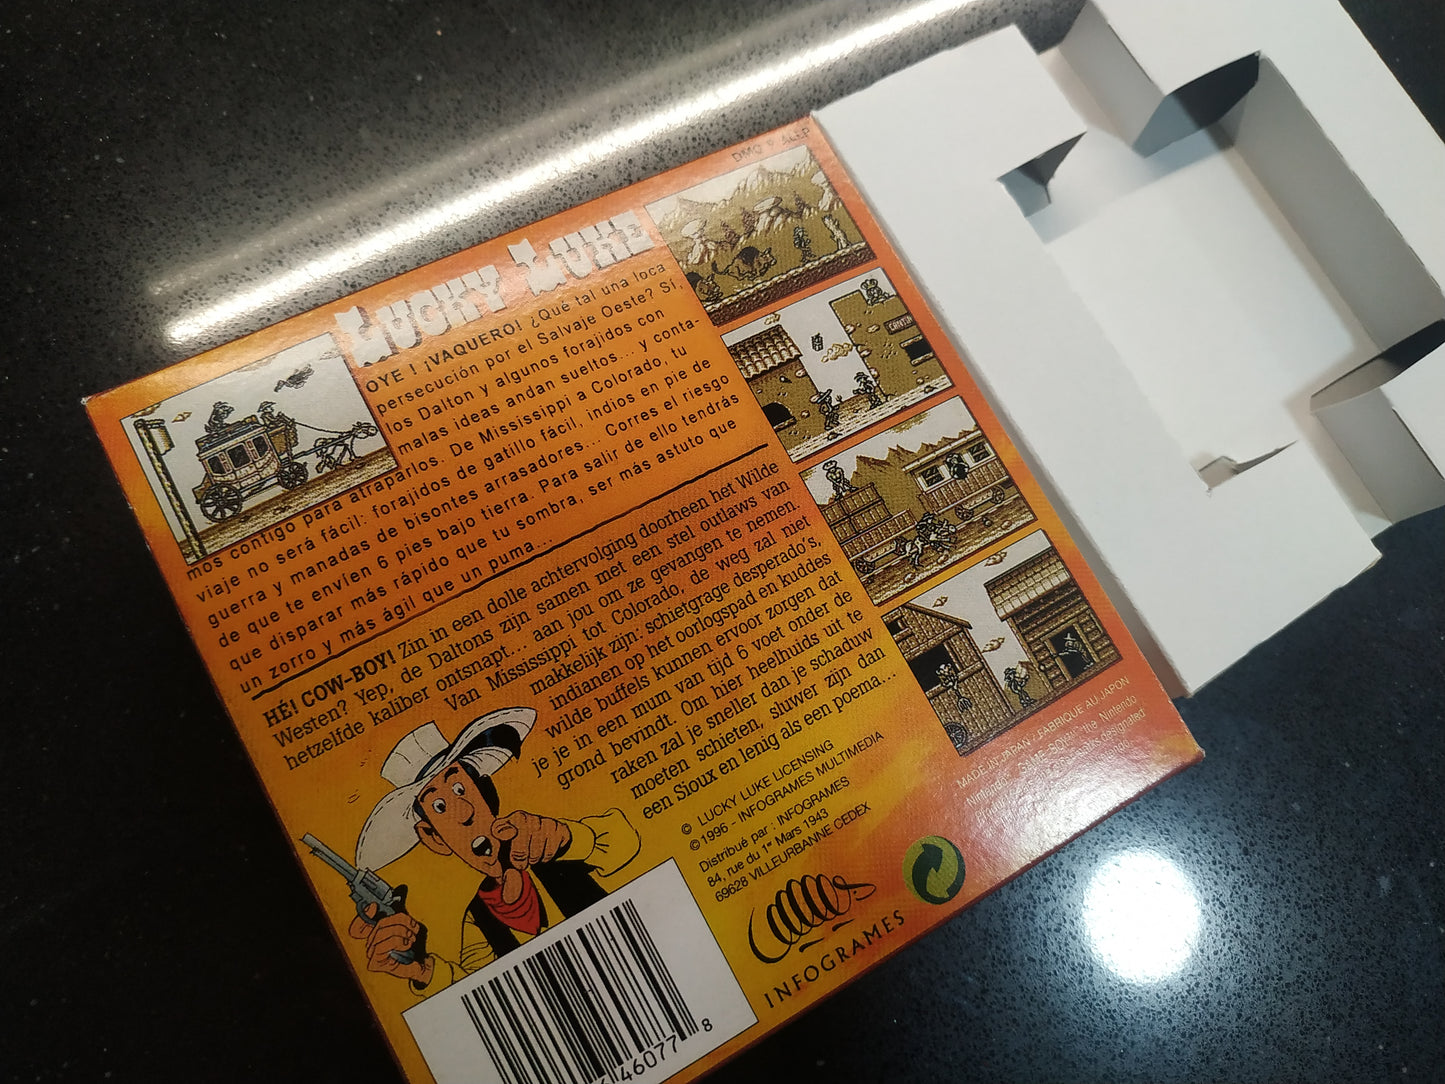 LUCKY LUKE
OYE ! ¡VAQUERO! ¿Qué tal una loca
persecución por el Salvaje Oeste? Sí,
los Dalton y algunos forajidos con
malas ideas andan sueltos... y conta-
mos contigo para atraparlos. De Mississippi a Colorado, tu
viaje no será fácil: forajidos de gatillo fácil, indios en pie de
guerra y manadas de bisontes arrasadores... Corres el riesgo
de que te envíen 6 pies bajo tierra. Para salir de ello tendrás
que disparar más rápido que tu sombra, ser más astuto que
un zorro y más ágil que un puma...
HÉ! COW-BOY! Zin in een dolle achtervolging doorheen het Wilde
Westen? Yep, de Daltons zijn samen met een stel outlaws van
hetzelfde kaliber ontsnapt... aan jou om ze gevangen te nemen.
Van Mississippi tot Colorado, de weg zal niet
makkelijk zijn: schietgrage desperado's,
indianen op het oorlogspad en kuddes
wilde buffels kunnen ervoor zorgen dat
je je in een mum van tijd 6 voet onder de
grond bevindt. Om hier heelhuids uit te
raken zal je sneller dan je schaduw
moeten schieten, sluwer zijn dan
een Sioux en lenig als een poema...
© LUCKY LUKE LICENSING
© 1996 - INFOGRAMES MULTIMEDIA
Distribué par : INFOGRAMES
84, rue du 1er Mars 1943
69628 VILLEURBANNE CEDEX
INFOGRAMES
MADE IN JAPAN / FABRIQUE AU JAPON
46077 8